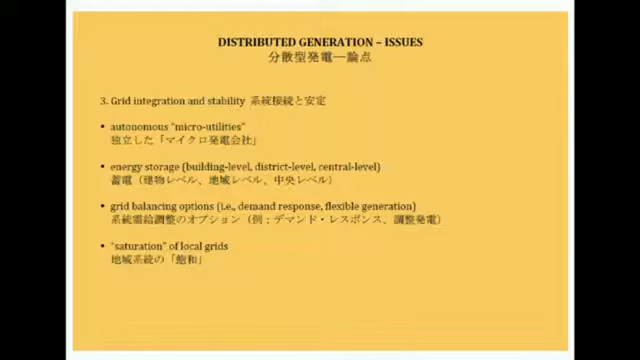 DISTRIBUTED GENERATION – ISSUES
分散型発電―論点
3. Grid integration and stability 系統接続と安定
• autonomous "micro-utilities"
独立した「マイクロ発電会社」
• energy storage (building-level, district-level, central-level)
蓄電（建物レベル、地域レベル、中央レベル）
• grid balancing options (i.e., demand response, flexible generation)
系統需給調整のオプション（例：デマンド・レスポンス、調整発電）
• "saturation" of local grids
地域系統の「飽和」